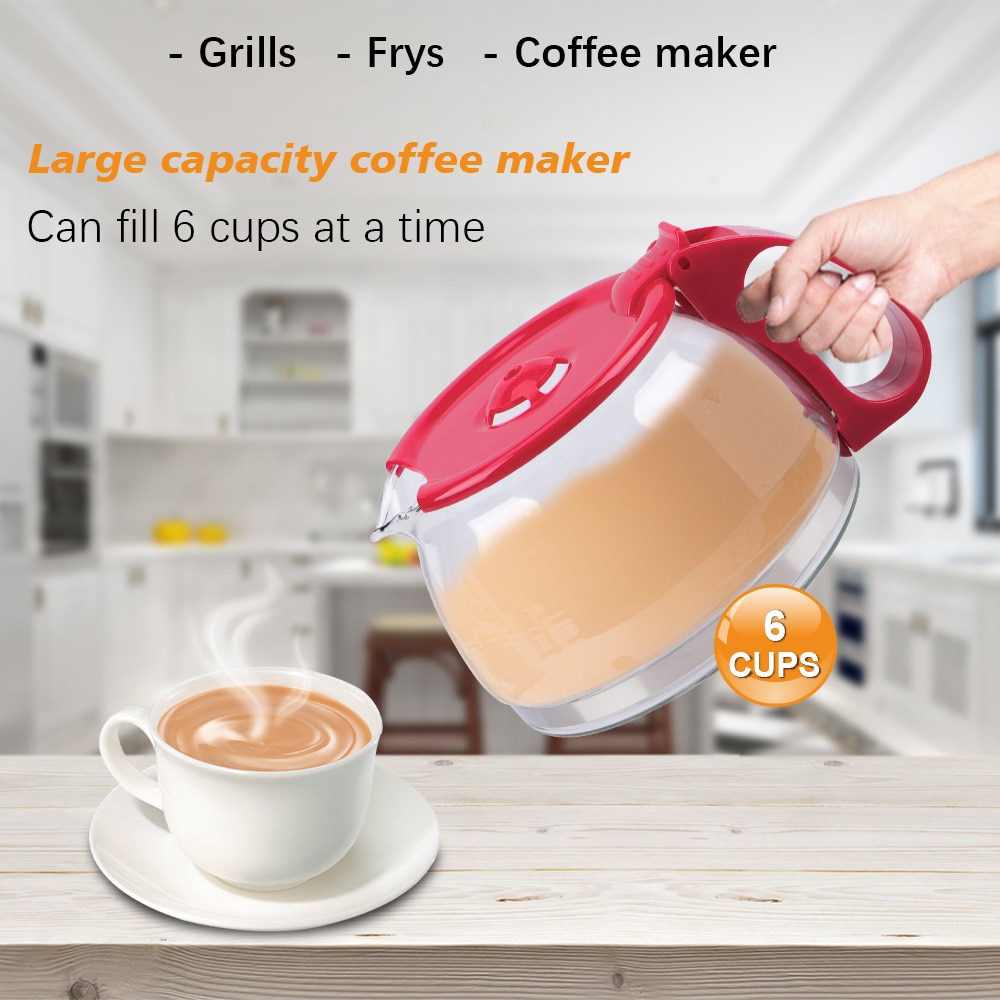 - Grills - Frys - Coffee maker
Large capacity coffee maker
Can fill 6 cups at a time
6
CUPS